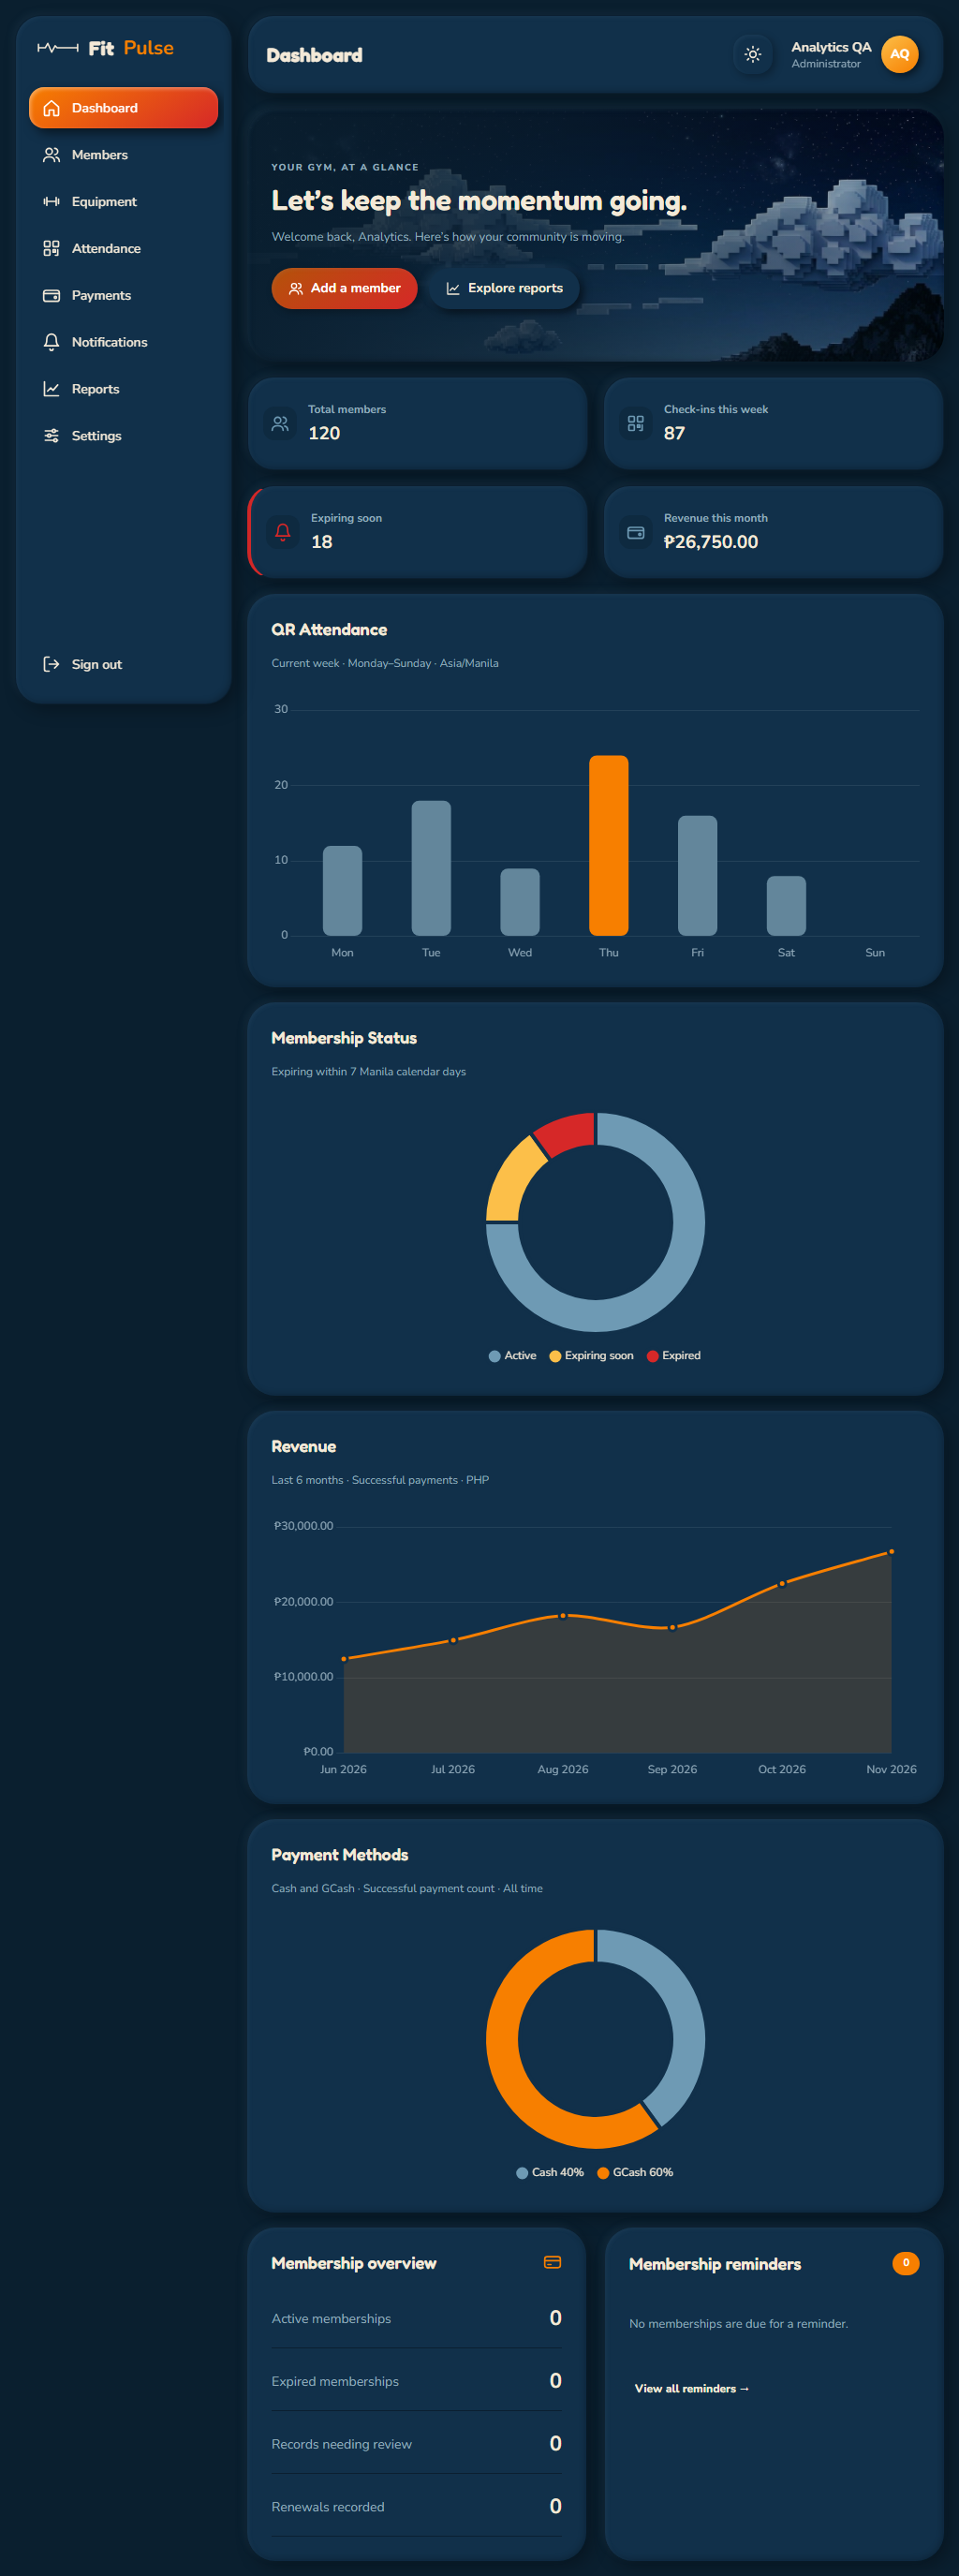 Fit Pulse
Dashboard
Members
Equipment
Attendance
Payments
Notifications
Reports
Settings
Sign out
Dashboard
Analytics QA
Administrator
AQ
YOUR GYM, AT A GLANCE
Let’s keep the momentum going.
Welcome back, Analytics. Here’s how your community is moving.
Add a member
Explore reports
Total members
120
Check-ins this week
87
Expiring soon
18
Revenue this month
₱26,750.00
QR Attendance
Current week · Monday–Sunday · Asia/Manila
30
20
10
0
Mon Tue Wed Thu Fri Sat Sun
Membership Status
Expiring within 7 Manila calendar days
Active Expiring soon Expired
Revenue
Last 6 months · Successful payments · PHP
₱30,000.00
₱20,000.00
₱10,000.00
₱0.00
Jun 2026 Jul 2026 Aug 2026 Sep 2026 Oct 2026 Nov 2026
Payment Methods
Cash and GCash · Successful payment count · All time
Cash 40% GCash 60%
Membership overview
Active memberships 0
Expired memberships 0
Records needing review 0
Renewals recorded 0
Membership reminders 0
No memberships are due for a reminder.
View all reminders →